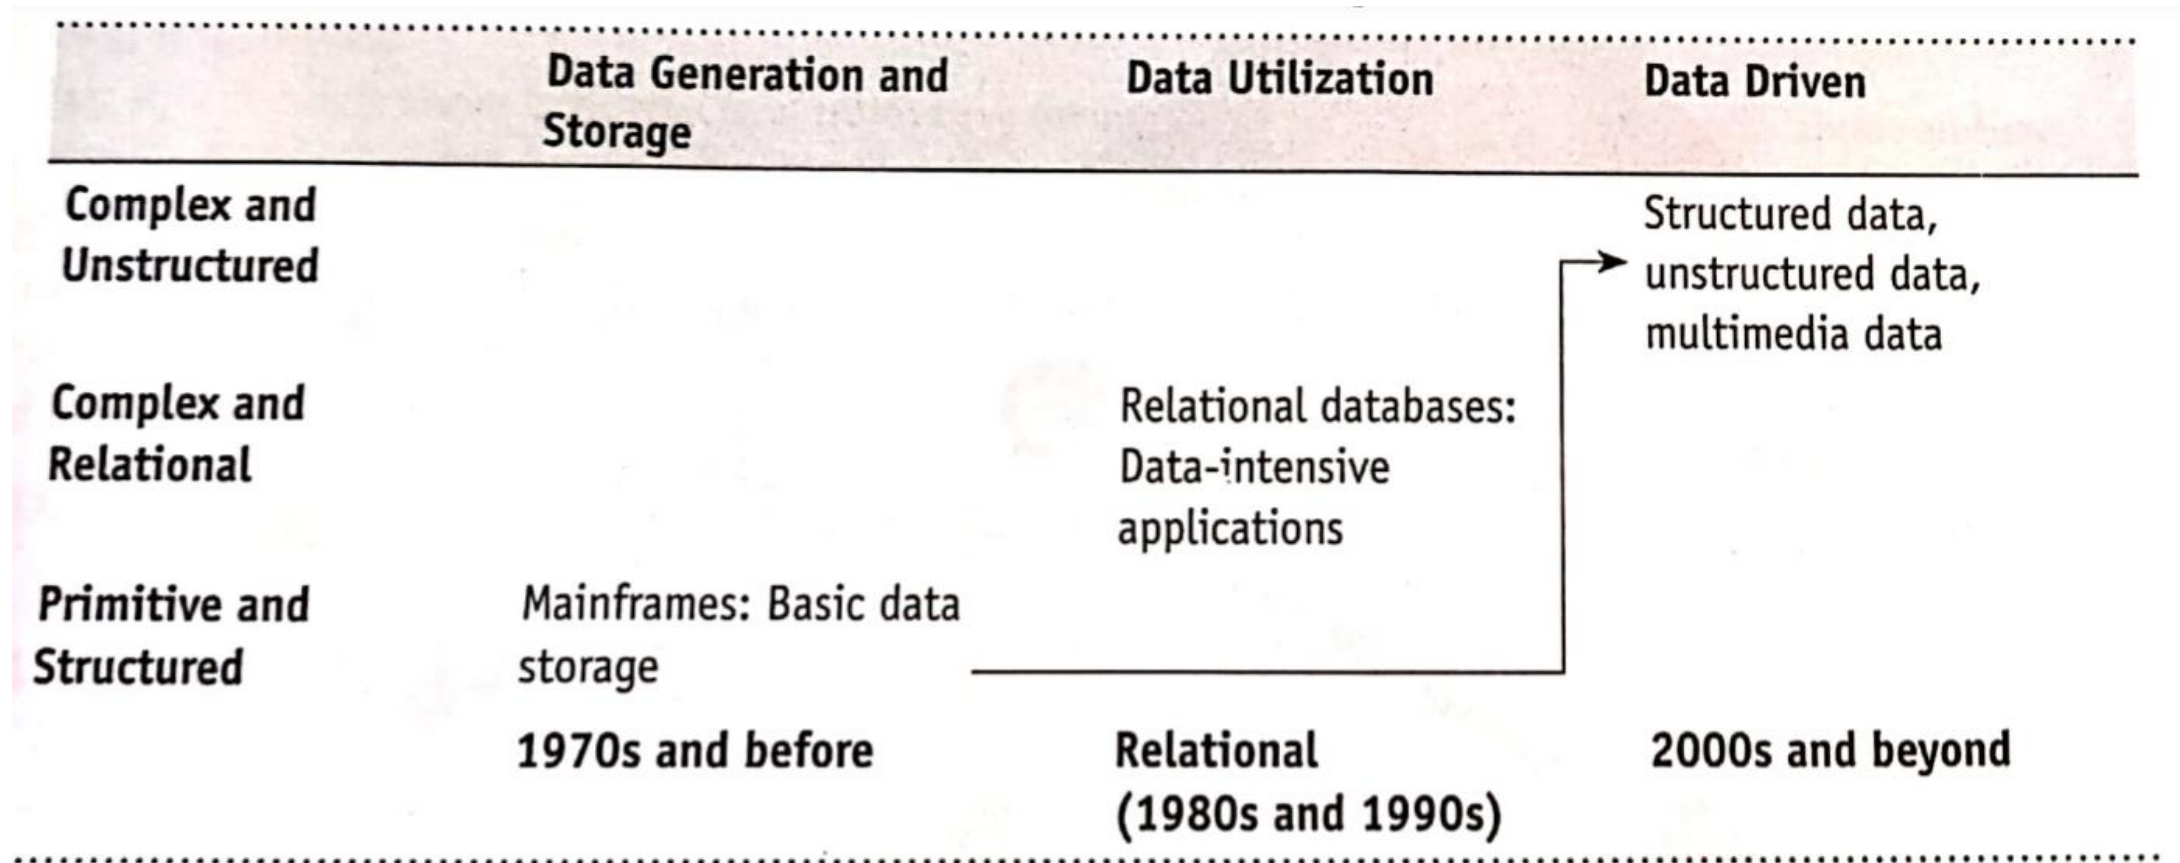 Data Generation and
Storage
Data Utilization
Data Driven
Complex and
Unstructured
Structured data,
unstructured data,
multimedia data
Complex and
Relational
Relational databases:
Data-intensive
applications
Primitive and
Structured
Mainframes: Basic data
storage
1970s and before
Relational
(1980s and 1990s)
2000s and beyond